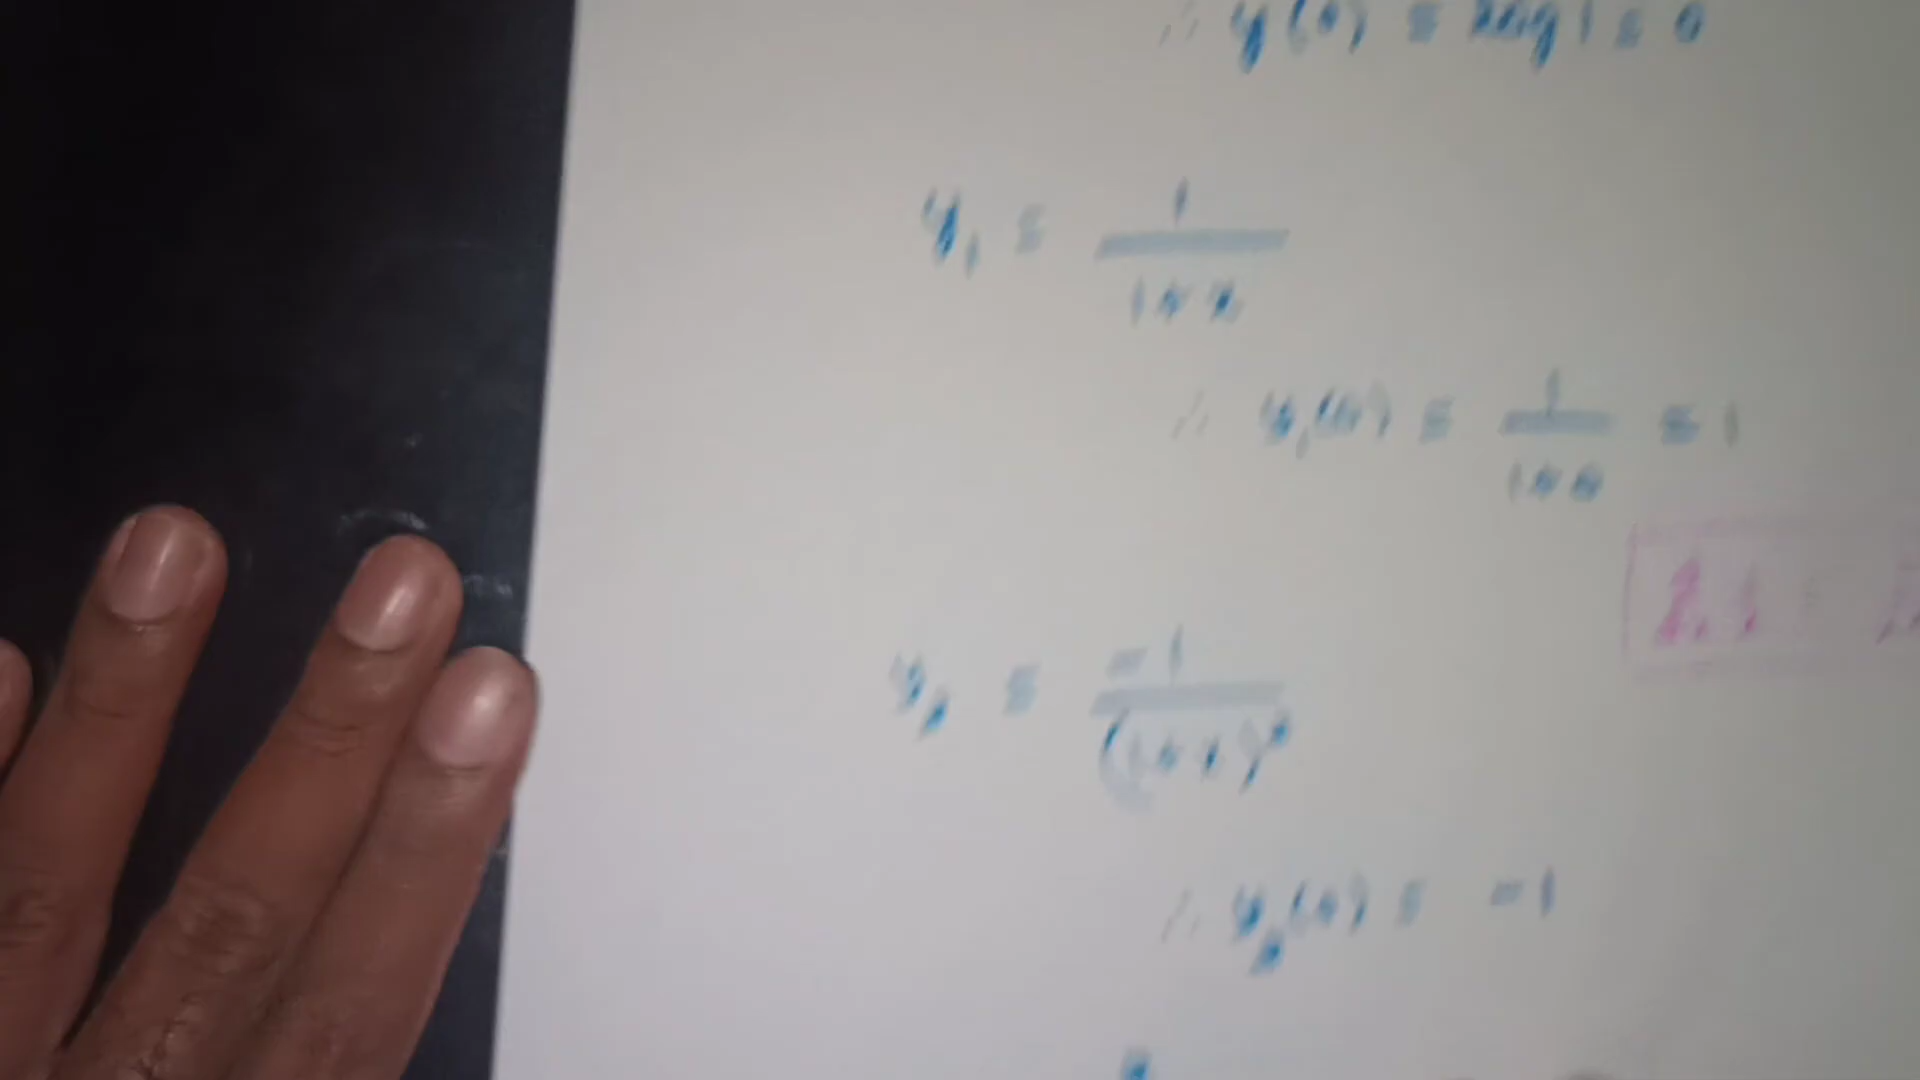 ∴ y(0) = log 1 = 0
y₁ = 1/(1+x)
∴ y₁(0) = 1/(1+0) = 1
y₂ = -1/(1+x)²
∴ y₂(0) = -1